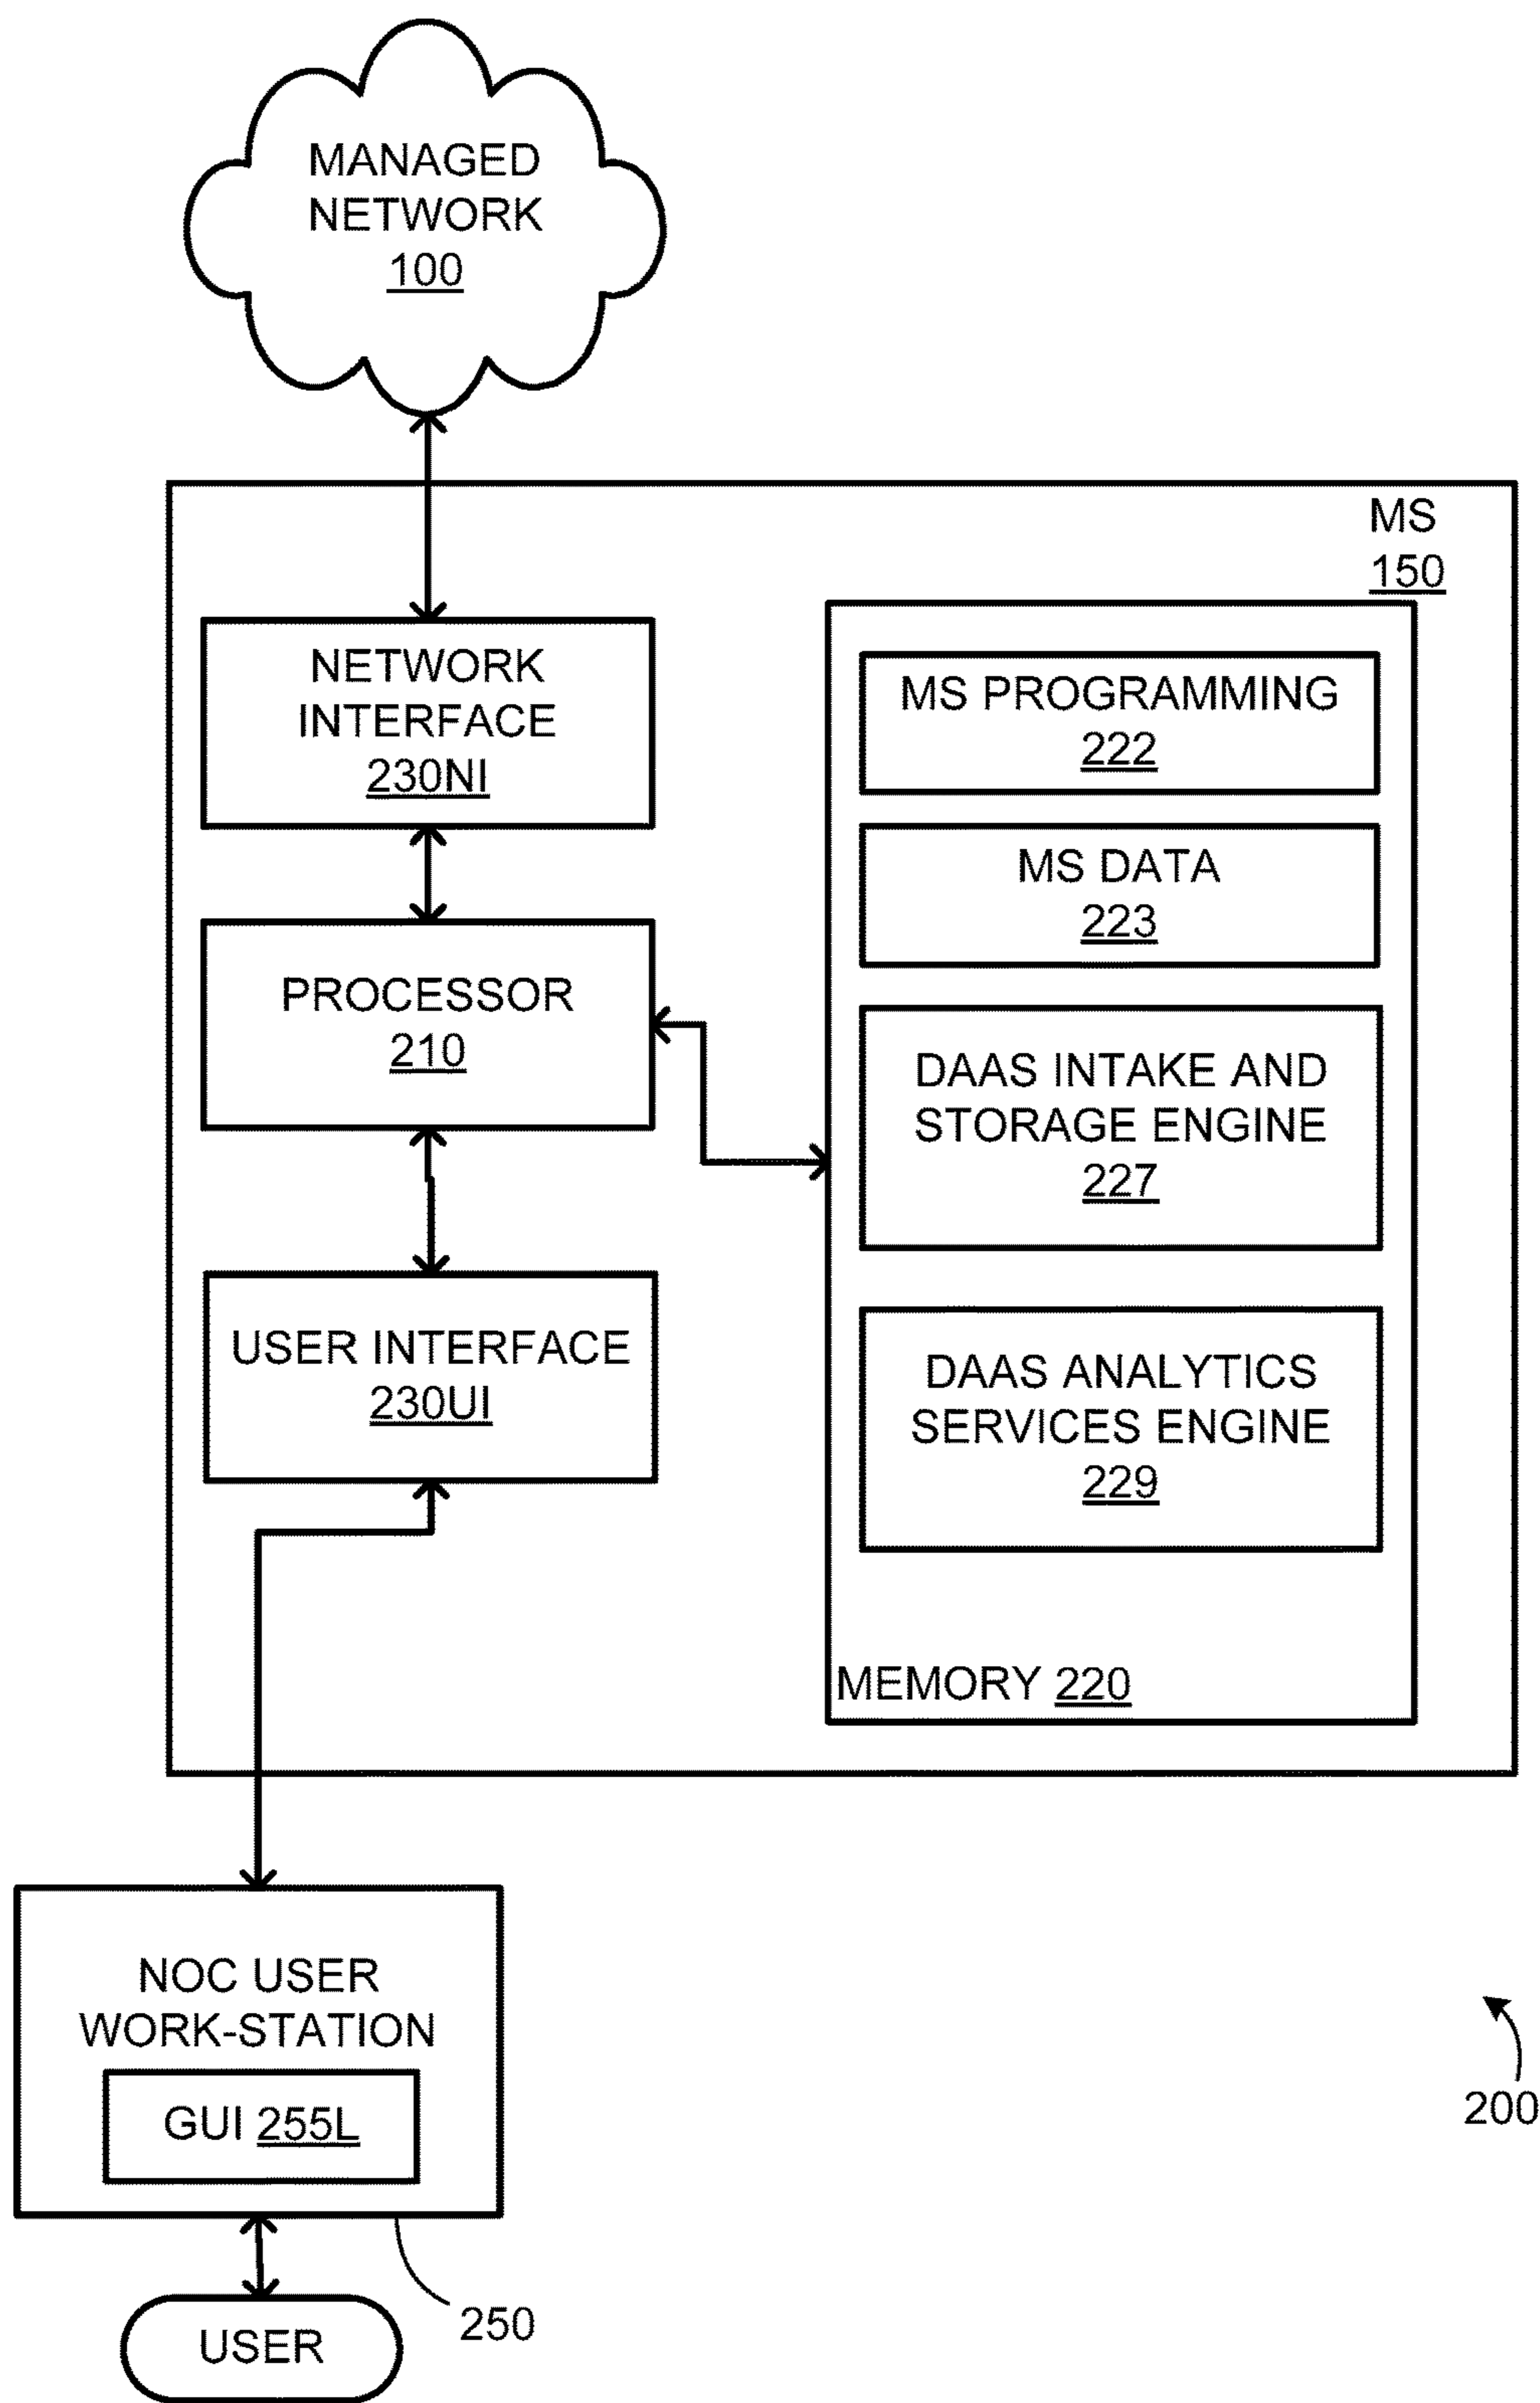 MANAGED
NETWORK
100
MS
150
NETWORK
INTERFACE
230NI
PROCESSOR
210
USER INTERFACE
230UI
MS PROGRAMMING
222
MS DATA
223
DAAS INTAKE AND
STORAGE ENGINE
227
DAAS ANALYTICS
SERVICES ENGINE
229
MEMORY 220
NOC USER
WORK-STATION
GUI 255L
200
250
USER